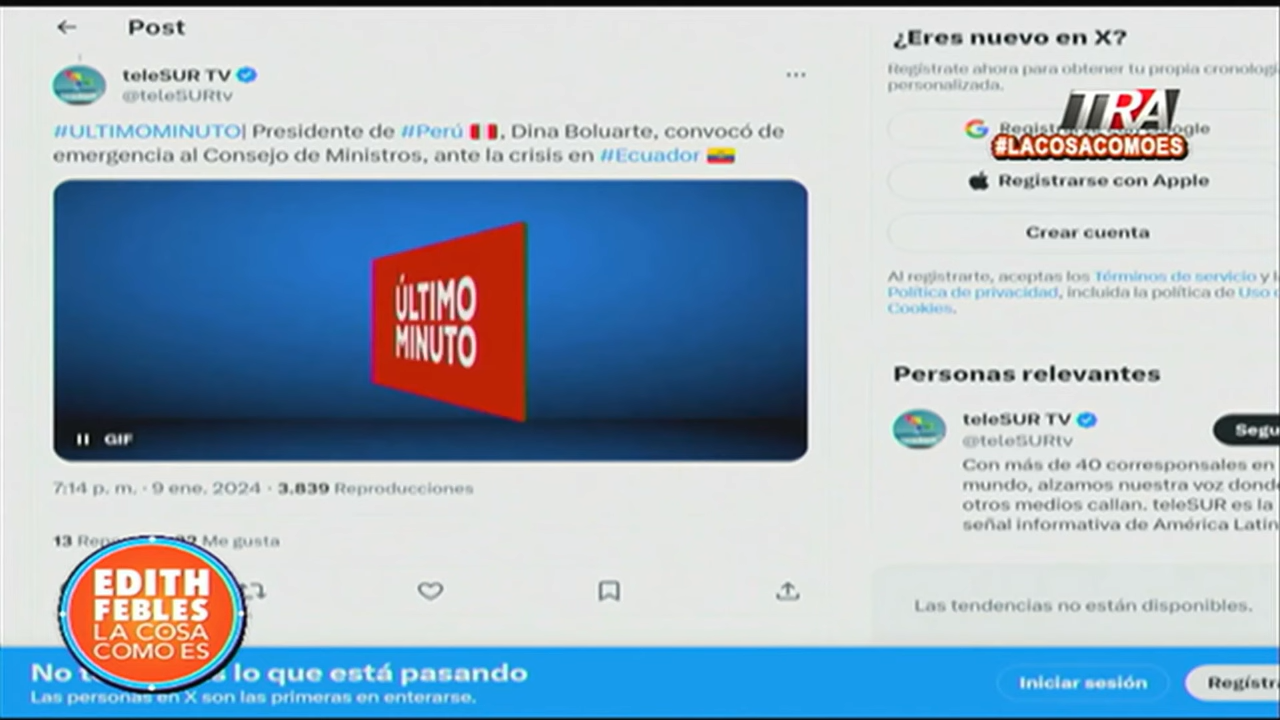 Post
teleSUR TV
@teleSURtv
#ULTIMOMINUTO| Presidente de #Perú, Dina Boluarte, convocó de
emergencia al Consejo de Ministros, ante la crisis en #Ecuador
ÚLTIMO
MINUTO
GIF
7:14 p. m. · 9 ene. 2024 · 3.839 Reproducciones
13
Me gusta
¿Eres nuevo en X?
Regístrate ahora para obtener tu propia
personalizada.
TRA
#LACOSACOMOES
Registrarse con Apple
Crear cuenta
Al registrarte, aceptas los Términos de servicio y
Política de privacidad, incluida la política de Uso
Cookies.
Personas relevantes
teleSUR TV
@teleSURtv
Con más de 40 corresponsales en
mundo, alzamos nuestra voz
otros medios callan. teleSUR es la
señal informativa de América
Las tendencias no están disponibles.
EDITH
FEBLES
LA COSA
COMO ES
No lo que está pasando
Las personas en X son las primeras en enterarse.
Iniciar sesión